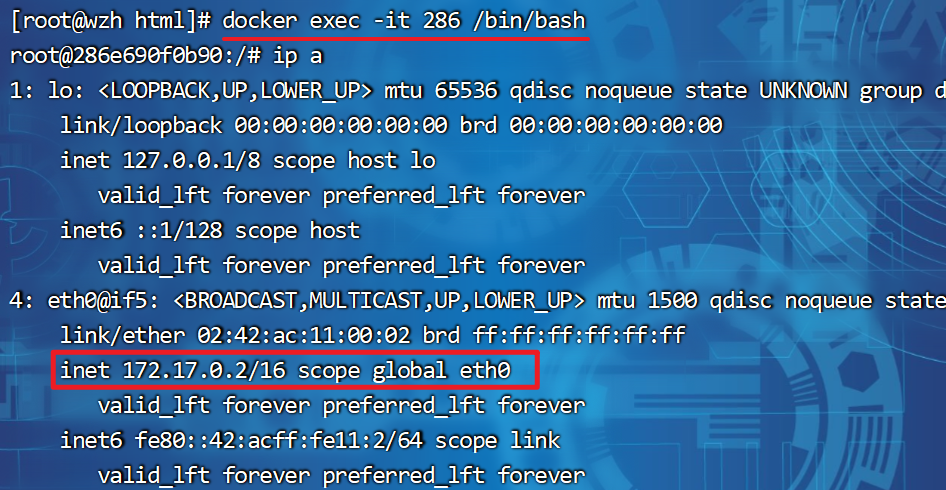 [root@wzh html]# docker exec -it 286 /bin/bash
root@286e690f0b90:/# ip a
1: lo: <LOOPBACK,UP,LOWER_UP> mtu 65536 qdisc noqueue state UNKNOWN group d
link/loopback 00:00:00:00:00:00 brd 00:00:00:00:00:00
inet 127.0.0.1/8 scope host lo
valid_lft forever preferred_lft forever
inet6 ::1/128 scope host
valid_lft forever preferred_lft forever
4: eth0@if5: <BROADCAST,MULTICAST,UP,LOWER_UP> mtu 1500 qdisc noqueue state
link/ether 02:42:ac:11:00:02 brd ff:ff:ff:ff:ff:ff
inet 172.17.0.2/16 scope global eth0
valid_lft forever preferred_lft forever
inet6 fe80::42:acff:fe11:2/64 scope link
valid_lft forever preferred_lft forever